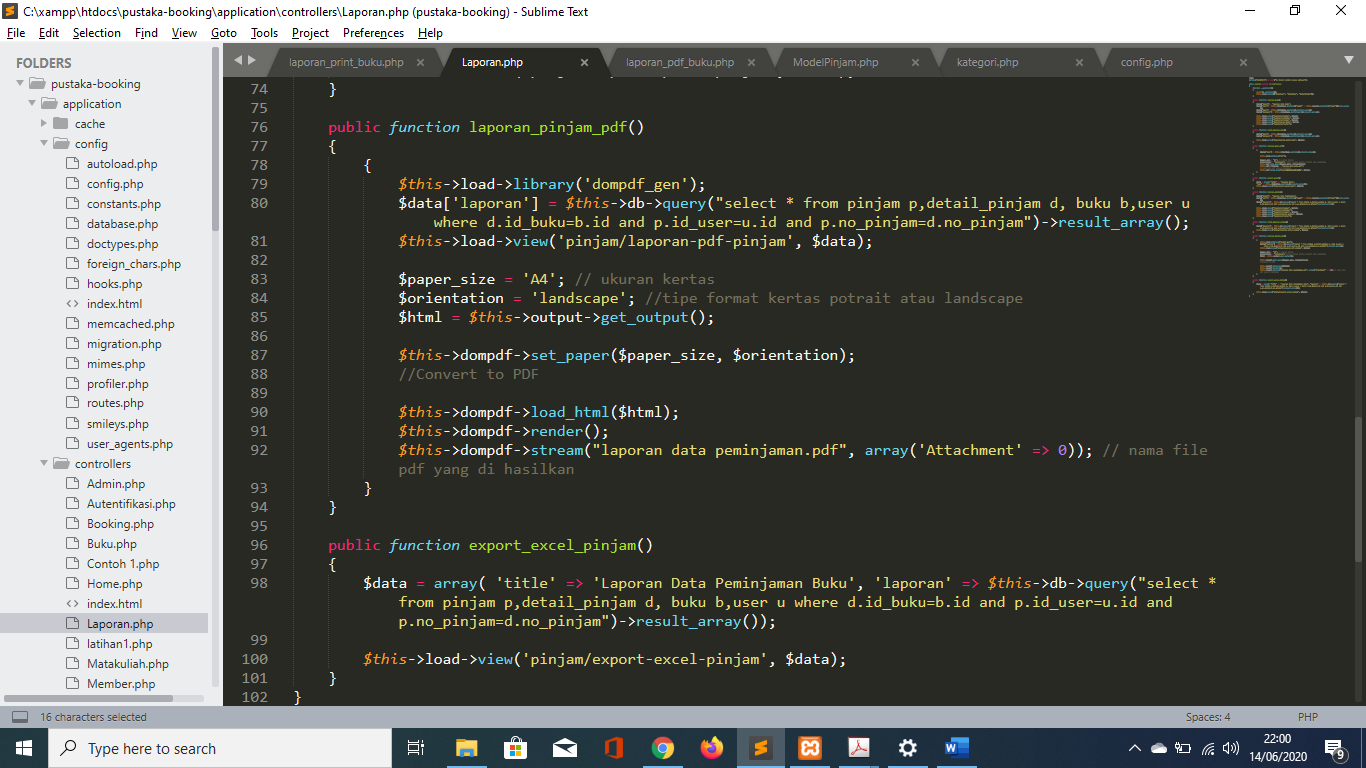 C:\xampp\htdocs\pustaka-booking\application\controllers\Laporan.php (pustaka-booking) - Sublime Text
File Edit Selection Find View Goto Tools Project Preferences Help
FOLDERS
pustaka-booking
application
cache
config
autoload.php
config.php
constants.php
database.php
doctypes.php
foreign_chars.php
hooks.php
<> index.html
memcached.php
migration.php
mimes.php
profiler.php
routes.php
smileys.php
user_agents.php
controllers
Admin.php
Autentifikasi.php
Booking.php
Buku.php
Contoh 1.php
Home.php
<> index.html
Laporan.php
latihan1.php
Matakuliah.php
Member.php
laporan_print_buku.php × Laporan.php × laporan_pdf_buku.php × ModelPinjam.php × kategori.php × config.php ×
74 }
75
76 public function laporan_pinjam_pdf()
77 {
78 {
79 $this->load->library('dompdf_gen');
80 $data['laporan'] = $this->db->query("select * from pinjam p,detail_pinjam d, buku b,user u
where d.id_buku=b.id and p.id_user=u.id and p.no_pinjam=d.no_pinjam")->result_array();
81 $this->load->view('pinjam/laporan-pdf-pinjam', $data);
82
83 $paper_size = 'A4'; // ukuran kertas
84 $orientation = 'landscape'; //tipe format kertas potrait atau landscape
85 $html = $this->output->get_output();
86
87 $this->dompdf->set_paper($paper_size, $orientation);
88 //Convert to PDF
89
90 $this->dompdf->load_html($html);
91 $this->dompdf->render();
92 $this->dompdf->stream("laporan data peminjaman.pdf", array('Attachment' => 0)); // nama file
pdf yang di hasilkan
93 }
94 }
95
96 public function export_excel_pinjam()
97 {
98 $data = array( 'title' => 'Laporan Data Peminjaman Buku', 'laporan' => $this->db->query("select *
from pinjam p,detail_pinjam d, buku b,user u where d.id_buku=b.id and p.id_user=u.id and
p.no_pinjam=d.no_pinjam")->result_array());
99
100 $this->load->view('pinjam/export-excel-pinjam', $data);
101 }
102 }
16 characters selected
Spaces: 4 PHP
Type here to search
22:00
14/06/2020
9